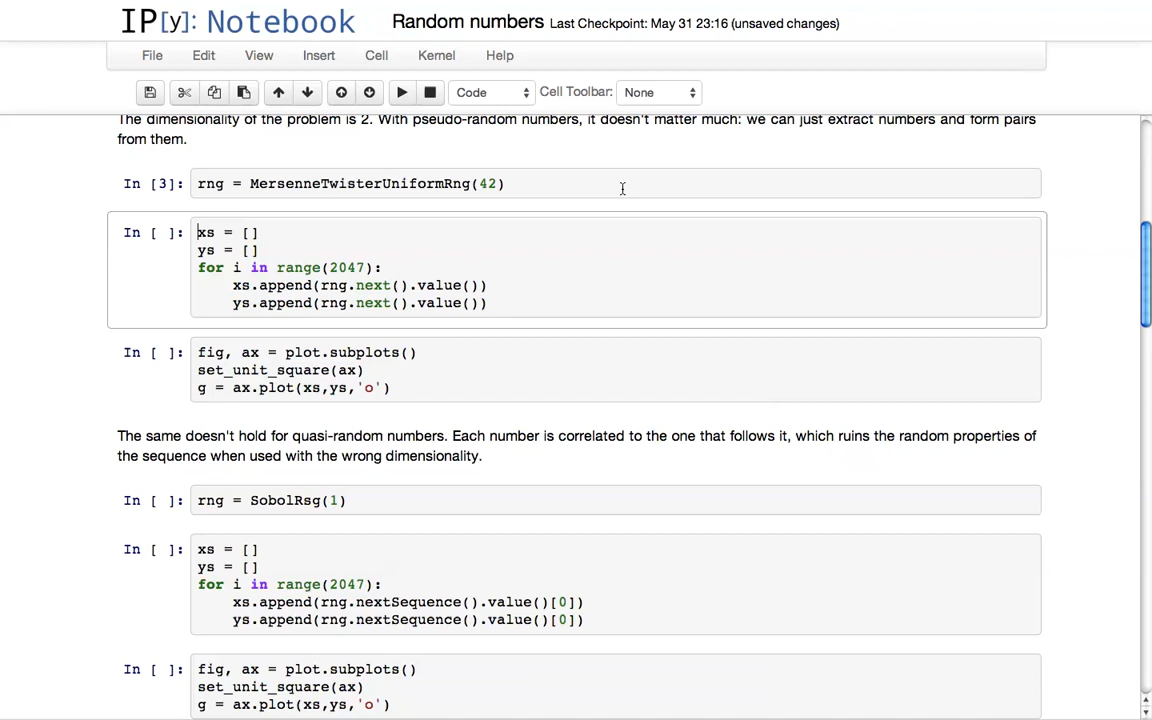 IP[y]: Notebook Random numbers Last Checkpoint: May 31 23:16 (unsaved changes)
File Edit View Insert Cell Kernel Help
Code Cell Toolbar: None
The dimensionality of the problem is 2. With pseudo-random numbers, it doesn't matter much: we can just extract numbers and form pairs
from them.
In [3]: rng = MersenneTwisterUniformRng(42)
In [ ]: xs = []
ys = []
for i in range(2047):
    xs.append(rng.next().value())
    ys.append(rng.next().value())
In [ ]: fig, ax = plot.subplots()
set_unit_square(ax)
g = ax.plot(xs,ys,'o')
The same doesn't hold for quasi-random numbers. Each number is correlated to the one that follows it, which ruins the random properties of
the sequence when used with the wrong dimensionality.
In [ ]: rng = SobolRsg(1)
In [ ]: xs = []
ys = []
for i in range(2047):
    xs.append(rng.nextSequence().value()[0])
    ys.append(rng.nextSequence().value()[0])
In [ ]: fig, ax = plot.subplots()
set_unit_square(ax)
g = ax.plot(xs,ys,'o')